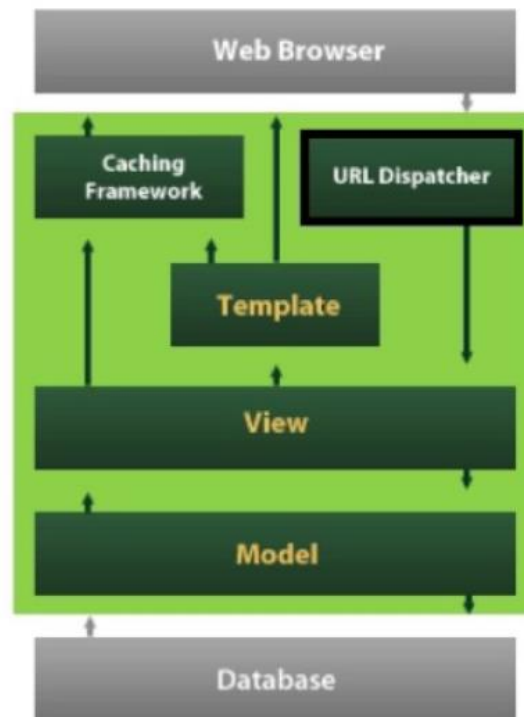 Web Browser
Caching
Framework
URL Dispatcher
Template
View
Model
Database